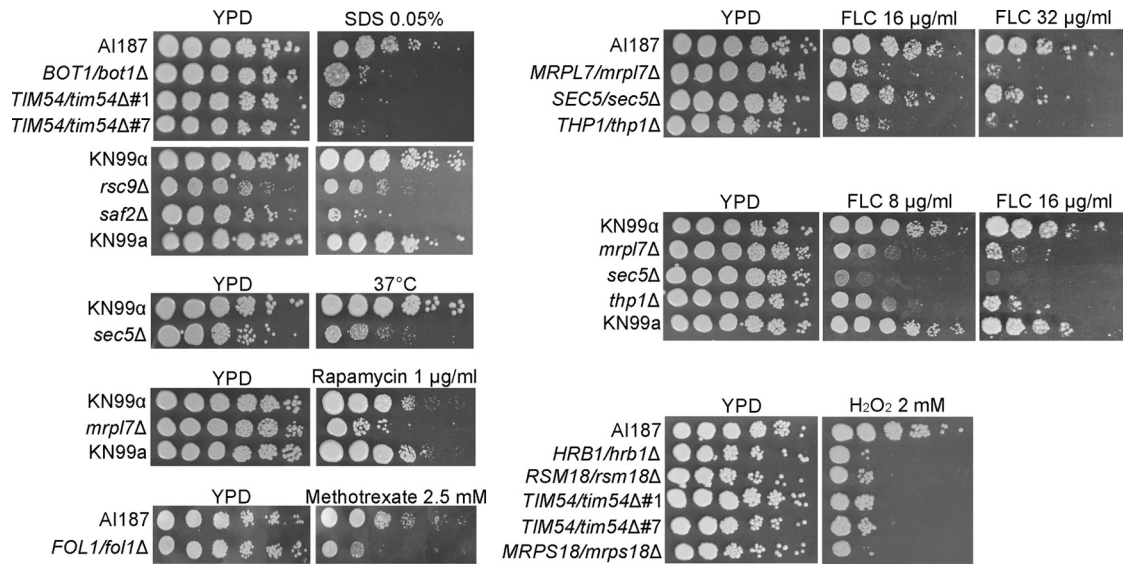 YPD SDS 0.05%
AI187
BOT1/bot1Δ
TIM54/tim54Δ#1
TIM54/tim54Δ#7
KN99α
rsc9Δ
saf2Δ
KN99a
YPD 37°C
KN99α
sec5Δ
YPD Rapamycin 1 µg/ml
KN99α
mrpl7Δ
KN99a
YPD Methotrexate 2.5 mM
AI187
FOL1/fol1Δ
YPD FLC 16 µg/ml FLC 32 µg/ml
AI187
MRPL7/mrpl7Δ
SEC5/sec5Δ
THP1/thp1Δ
YPD FLC 8 µg/ml FLC 16 µg/ml
KN99α
mrpl7Δ
sec5Δ
thp1Δ
KN99a
YPD H₂O₂ 2 mM
AI187
HRB1/hrb1Δ
RSM18/rsm18Δ
TIM54/tim54Δ#1
TIM54/tim54Δ#7
MRPS18/mrps18Δ